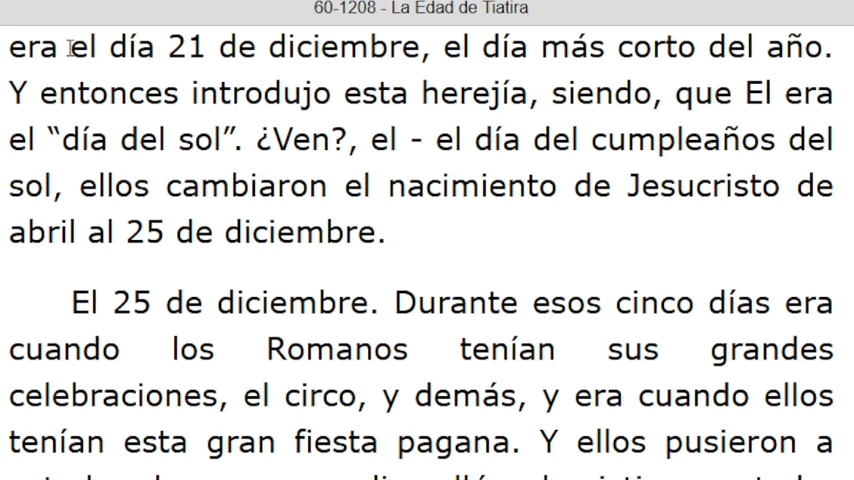 60-1208 - La Edad de Tiatira
era el día 21 de diciembre, el día más corto del año.
Y entonces introdujo esta herejía, siendo, que El era
el “día del sol”. ¿Ven?, el - el día del cumpleaños del
sol, ellos cambiaron el nacimiento de Jesucristo de
abril al 25 de diciembre.
El 25 de diciembre. Durante esos cinco días era
cuando los Romanos tenían sus grandes
celebraciones, el circo, y demás, y era cuando ellos
tenían esta gran fiesta pagana. Y ellos pusieron a